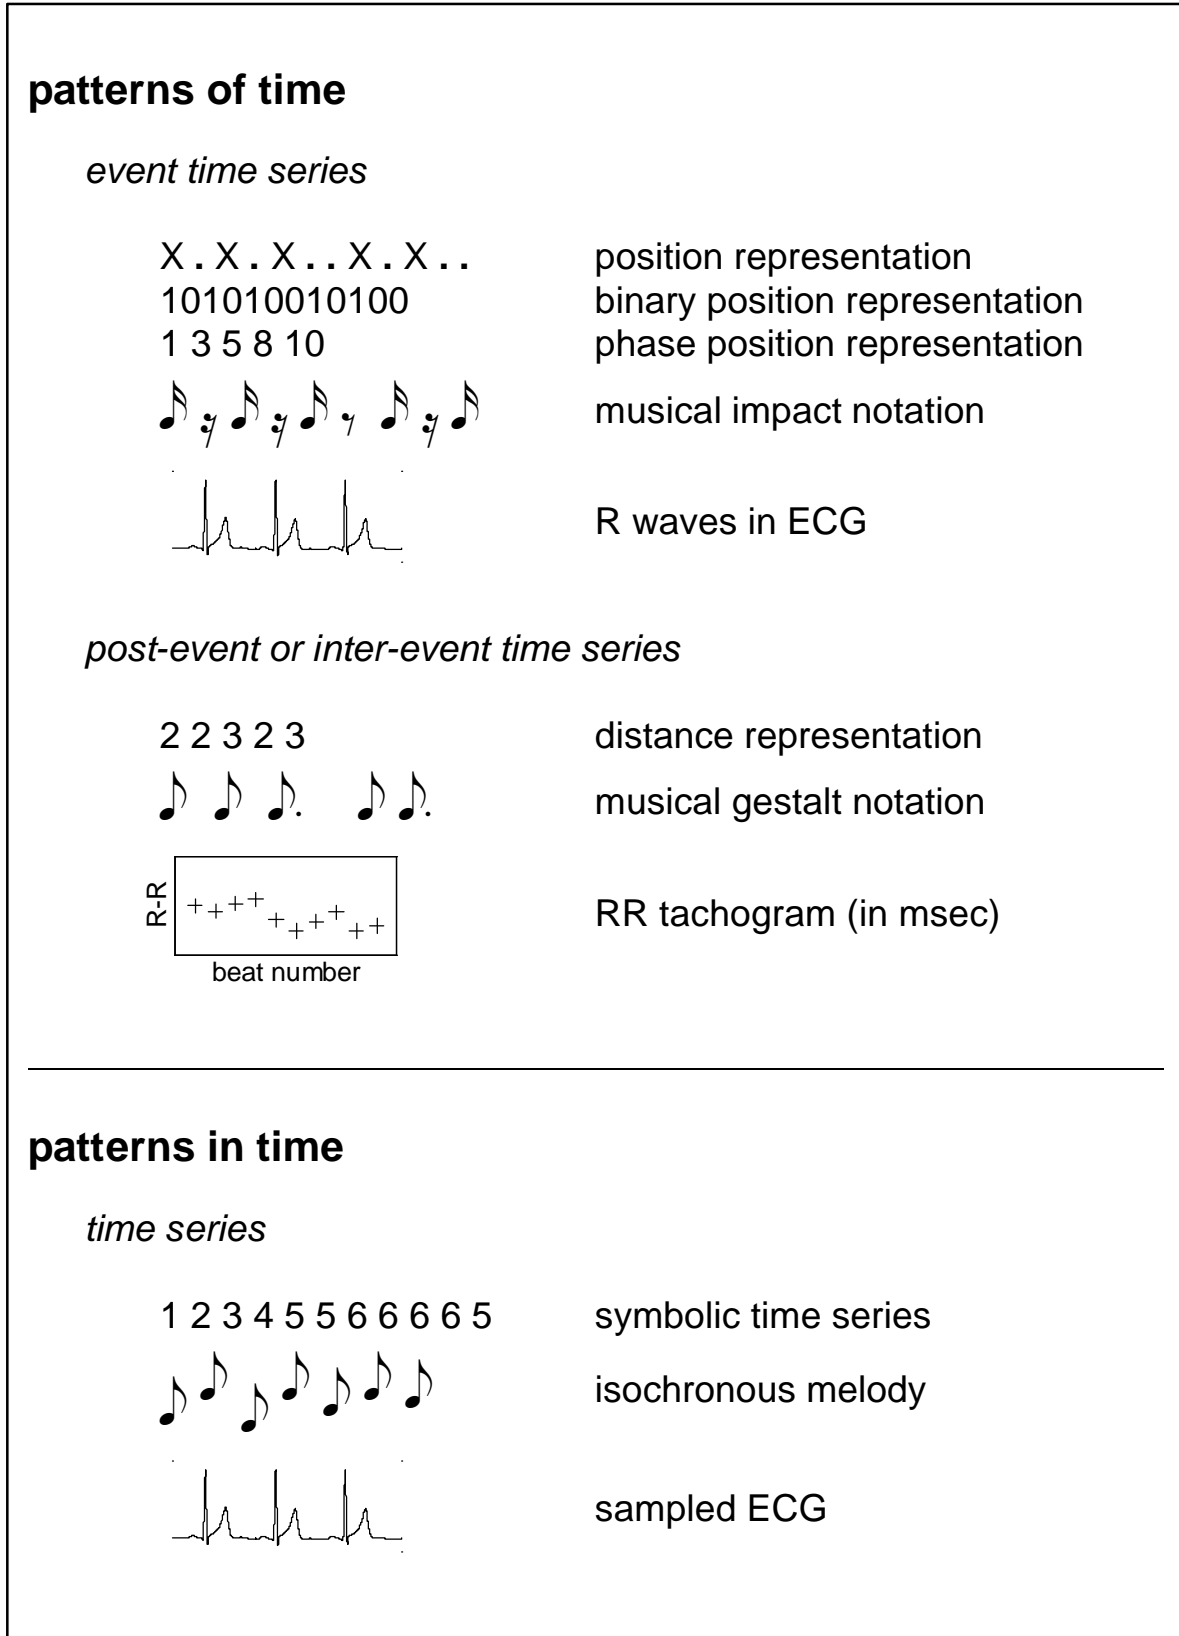 patterns of time
event time series
X . X . X . . X . X . . position representation
101010010100 binary position representation
1 3 5 8 10 phase position representation
musical impact notation
R waves in ECG
post-event or inter-event time series
2 2 3 2 3 distance representation
musical gestalt notation
R-R
RR tachogram (in msec)
beat number
patterns in time
time series
1 2 3 4 5 5 6 6 6 6 5 symbolic time series
isochronous melody
sampled ECG